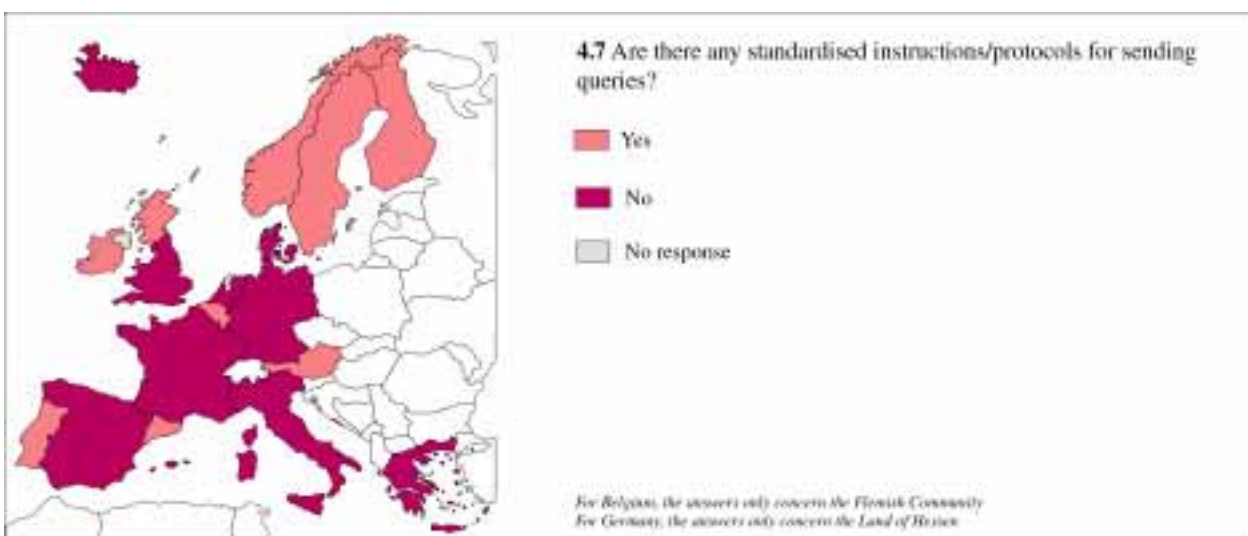 4.7 Are there any standardised instructions/protocols for sending
queries?
Yes
No
No response
For Belgium, the answers only concern the Flemish Community
For Germany, the answers only concern the Land of Hessen